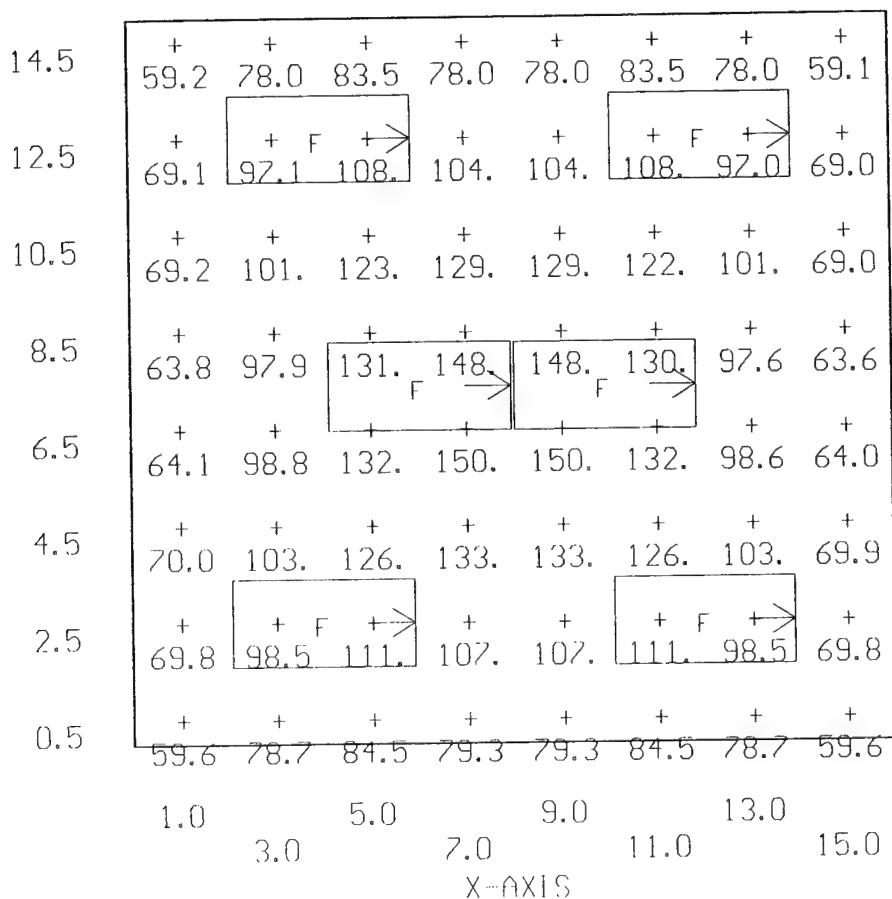 14.5 + + + + + + + +
59.2 78.0 83.5 78.0 78.0 83.5 78.0 59.1
12.5 + + F + + + + F + +
69.1 97.1 108. 104. 104. 108. 97.0 69.0
10.5 + + + + + + + +
69.2 101. 123. 129. 129. 122. 101. 69.0
8.5 + + + + + + + +
63.8 97.9 131. 148. 148. 130. 97.6 63.6
F F
6.5 + + + + + + + +
64.1 98.8 132. 150. 150. 132. 98.6 64.0
4.5 + + + + + + + +
70.0 103. 126. 133. 133. 126. 103. 69.9
2.5 + + F + + + + F + +
69.8 98.5 111. 107. 107. 111. 98.5 69.8
0.5 + + + + + + + +
59.6 78.7 84.5 79.3 79.3 84.5 78.7 59.6
1.0 5.0 9.0 13.0
3.0 7.0 11.0 15.0
X-AXIS